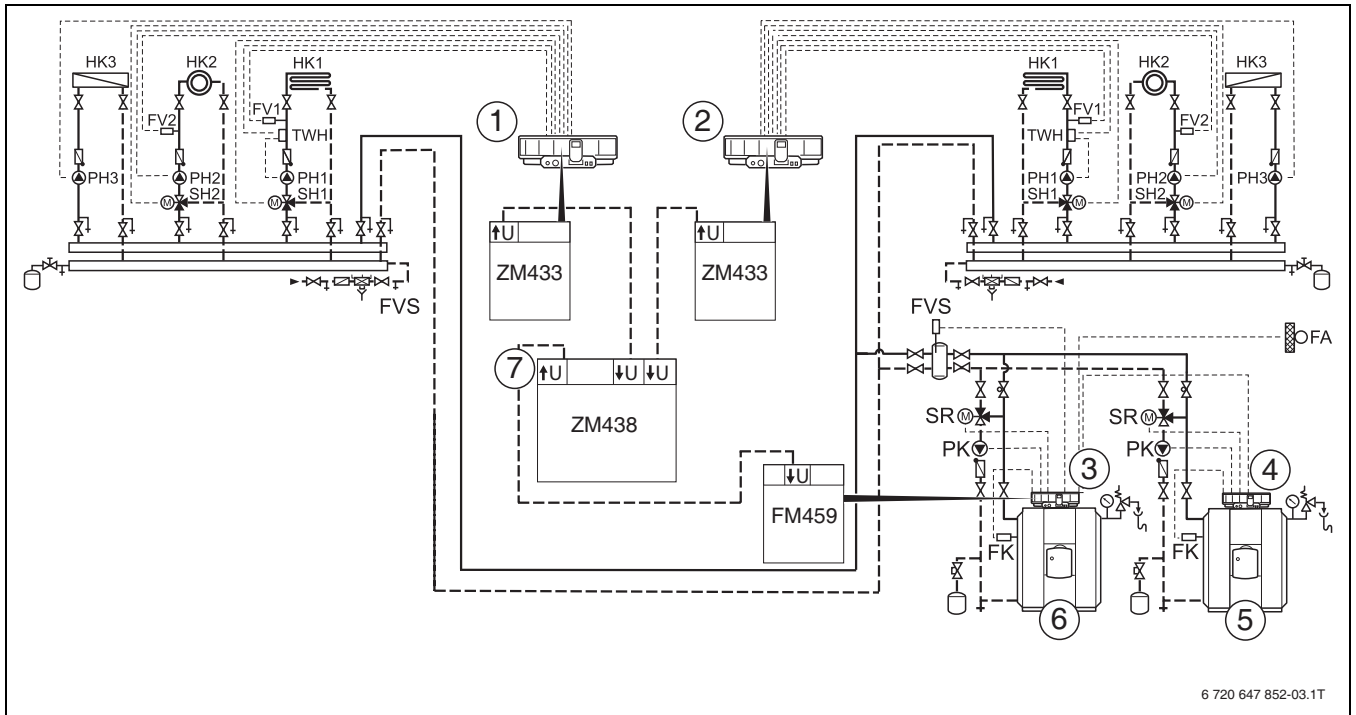 HK3 HK2 HK1 HK1 HK2 HK3
FV1 FV1
FV2 1 2 FV2
TWH TWH
PH3 PH2 PH1 PH1 PH2 PH3
SH2 SH1 SH1 SH2
M M M M
↑U ↑U
ZM433 ZM433
FVS FVS
FA
7 ↑U ↓U ↓U
ZM438
SR M SR M
PK 3 PK 4
↓U
FM459
FK FK
6 5
6 720 647 852-03.1T